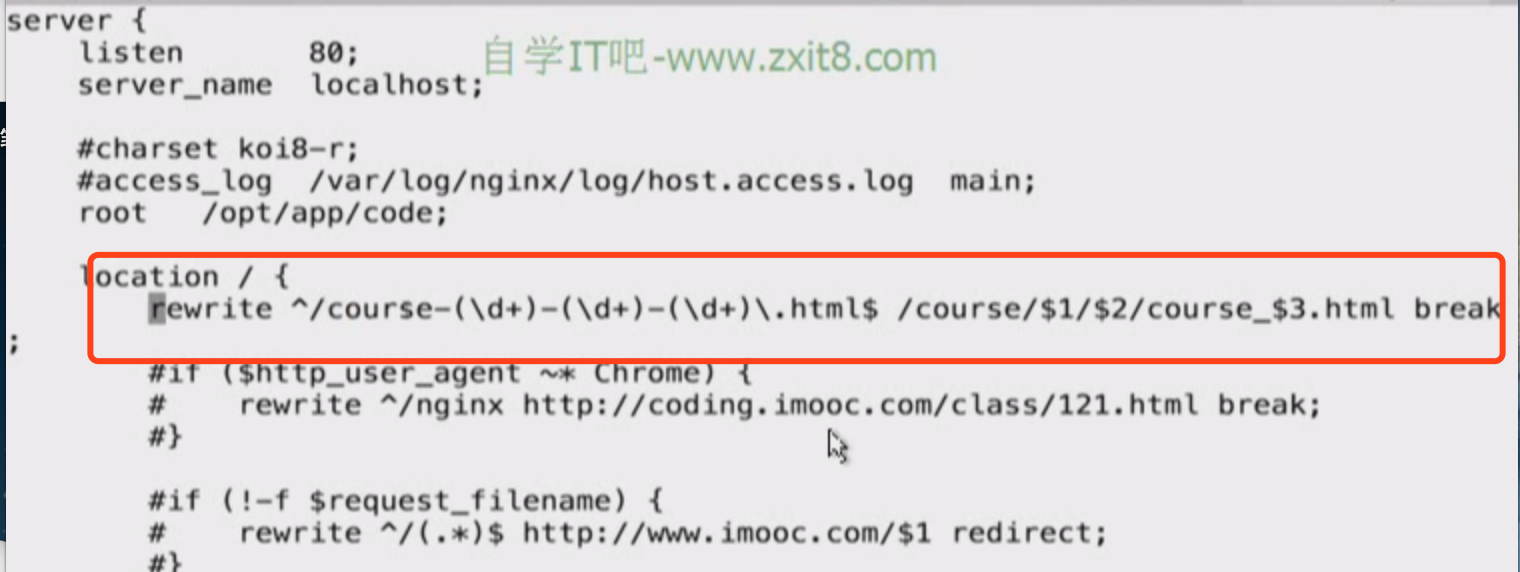 server {
listen 80;
自学IT吧-www.zxit8.com
server_name localhost;
#charset koi8-r;
#access_log /var/log/nginx/log/host.access.log main;
root /opt/app/code;
location / {
rewrite ^/course-(\d+)-(\d+)-(\d+)\.html$ /course/$1/$2/course_$3.html break
;
#if ($http_user_agent ~* Chrome) {
# rewrite ^/nginx http://coding.imooc.com/class/121.html break;
#}
#if (!-f $request_filename) {
# rewrite ^/(.*)$ http://www.imooc.com/$1 redirect;
#}